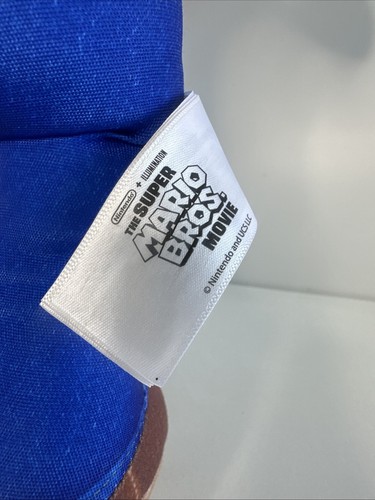 Nintendo + ILLUMINATION
THE SUPER
MARIO
BROS.
MOVIE
© Nintendo and UCS LLC